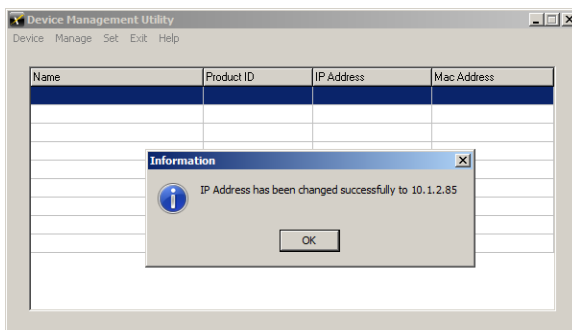 Device Management Utility
Device Manage Set Exit Help
Name Product ID IP Address Mac Address
Information
IP Address has been changed successfully to 10.1.2.85
OK